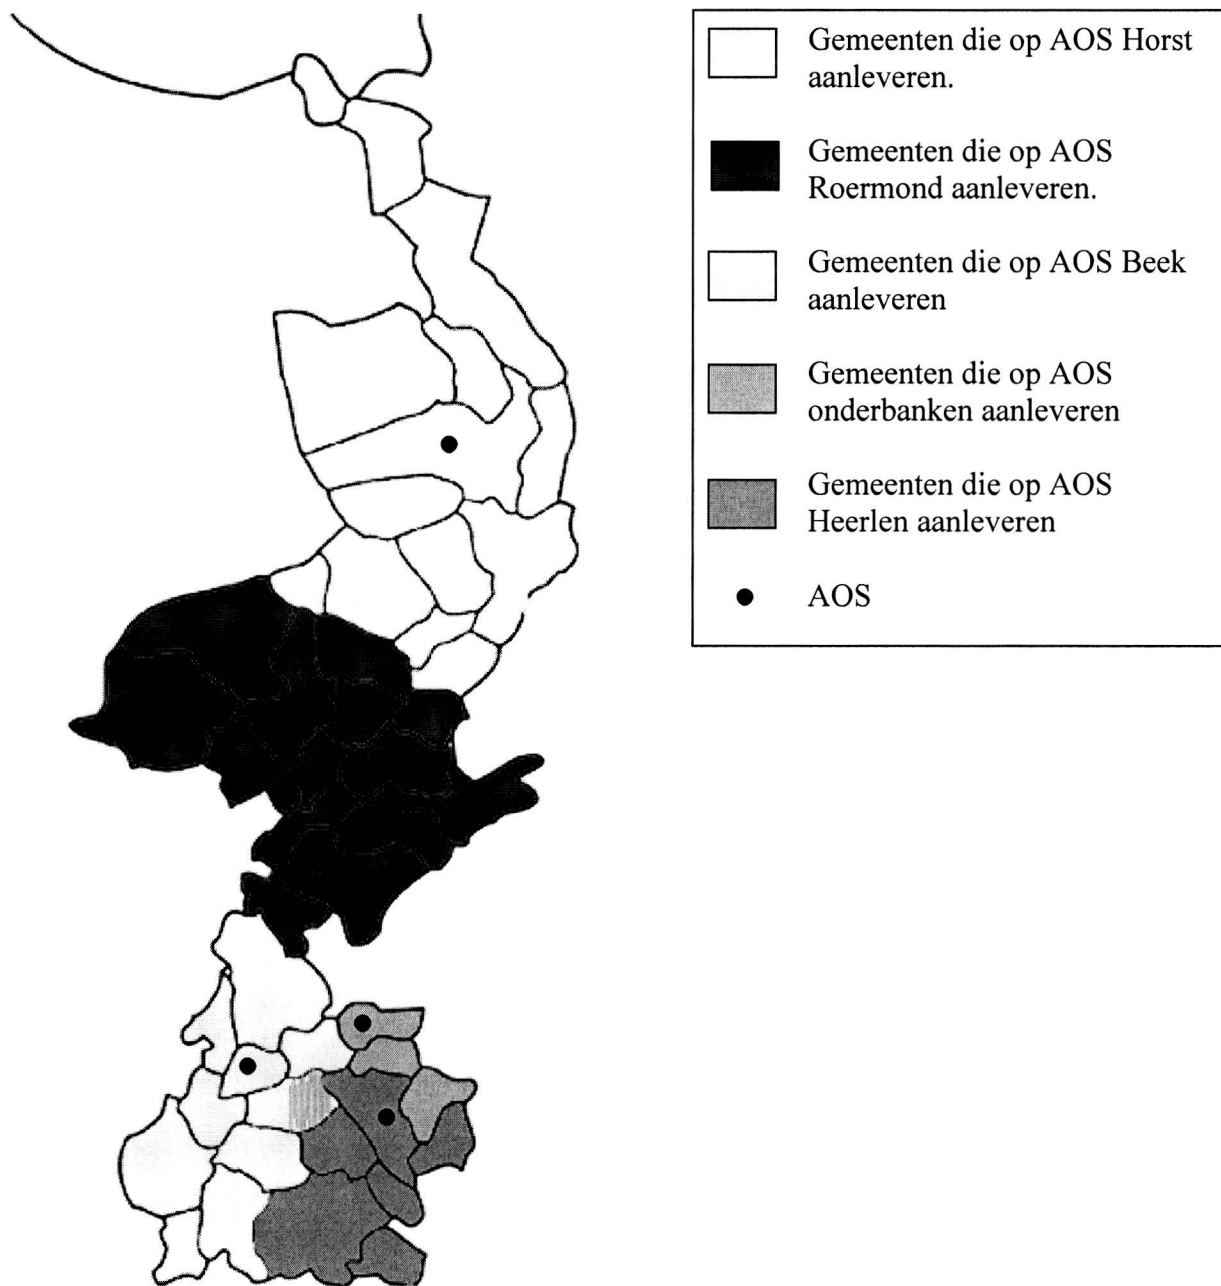 Gemeenten die op AOS Horst
aanleveren.
Gemeenten die op AOS
Roermond aanleveren.
Gemeenten die op AOS Beek
aanleveren
Gemeenten die op AOS
onderbanken aanleveren
Gemeenten die op AOS
Heerlen aanleveren
AOS